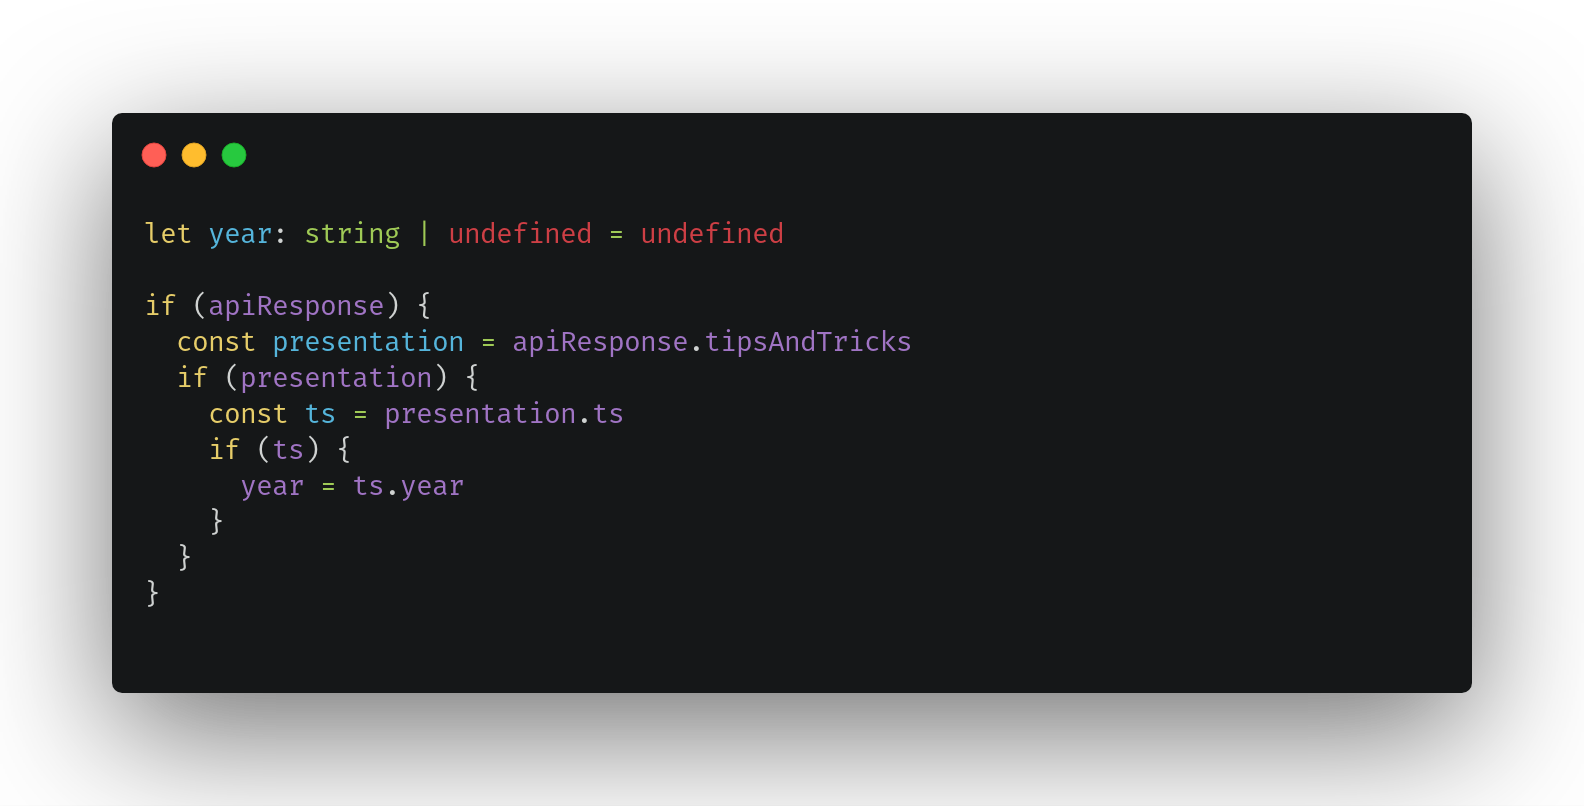 let year: string | undefined = undefined

if (apiResponse) {
  const presentation = apiResponse.tipsAndTricks
  if (presentation) {
    const ts = presentation.ts
    if (ts) {
      year = ts.year
    }
  }
}